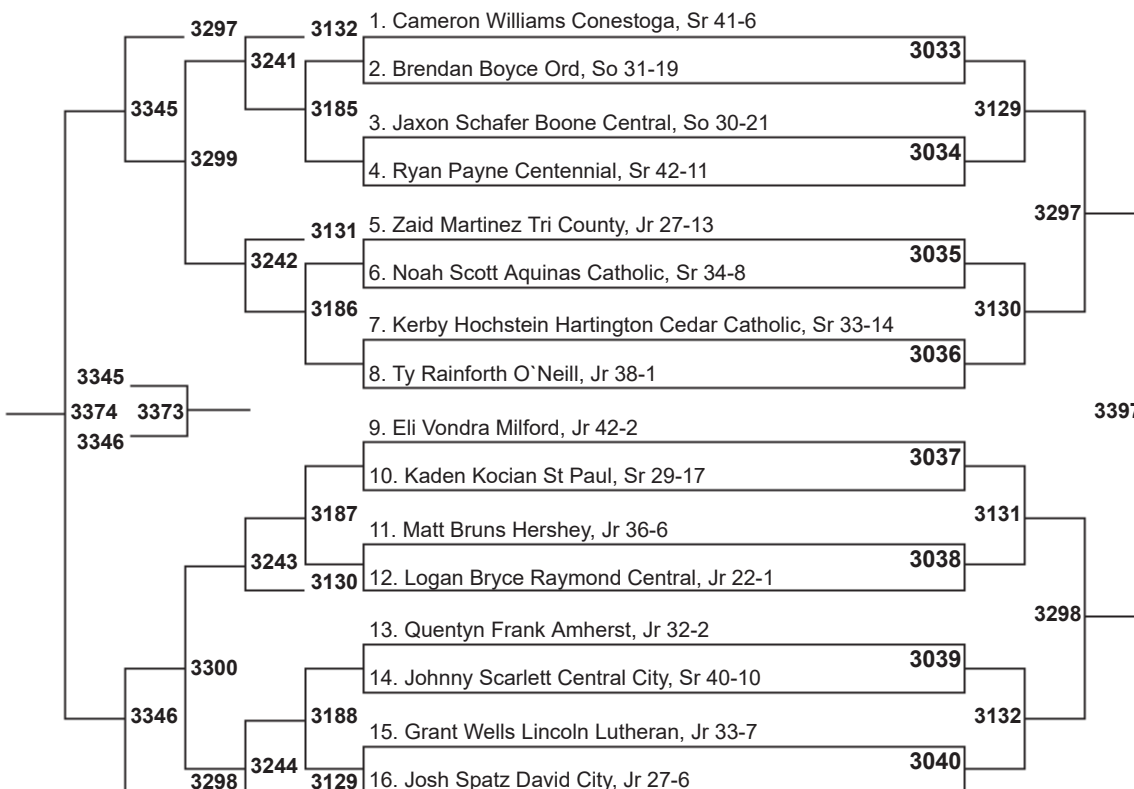 3297
3132
1. Cameron Williams Conestoga, Sr 41-6
3033
3241
2. Brendan Boyce Ord, So 31-19
3345
3185
3129
3. Jaxon Schafer Boone Central, So 30-21
3299
3034
4. Ryan Payne Centennial, Sr 42-11
3297
3131
5. Zaid Martinez Tri County, Jr 27-13
3035
3242
6. Noah Scott Aquinas Catholic, Sr 34-8
3186
3130
7. Kerby Hochstein Hartington Cedar Catholic, Sr 33-14
3036
3345
8. Ty Rainforth O`Neill, Jr 38-1
3374
3373
3397
3346
9. Eli Vondra Milford, Jr 42-2
3037
10. Kaden Kocian St Paul, Sr 29-17
3187
3131
11. Matt Bruns Hershey, Jr 36-6
3243
3038
3130
12. Logan Bryce Raymond Central, Jr 22-1
3298
13. Quentyn Frank Amherst, Jr 32-2
3300
3039
14. Johnny Scarlett Central City, Sr 40-10
3346
3188
3132
15. Grant Wells Lincoln Lutheran, Jr 33-7
3244
3040
3298
3129
16. Josh Spatz David City, Jr 27-6